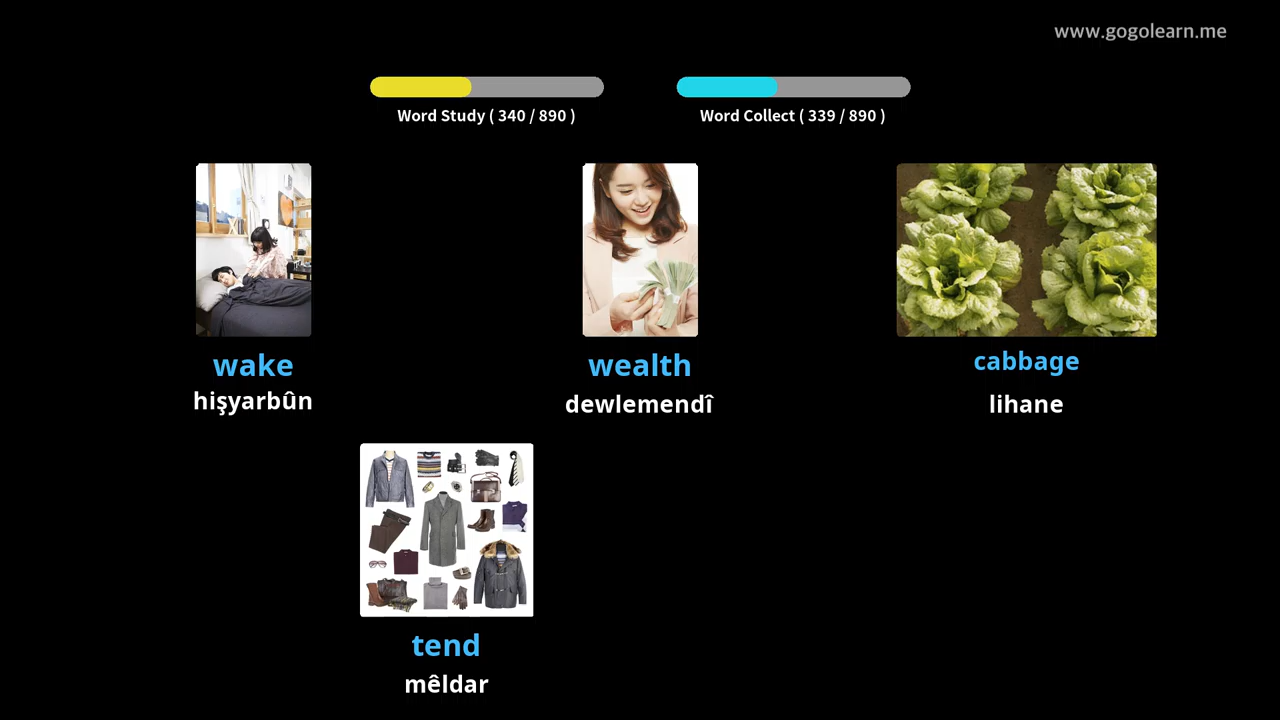 www.gogolearn.me
Word Study ( 340 / 890 )
Word Collect ( 339 / 890 )
wake
hişyarbûn
wealth
dewlemendî
cabbage
lihane
tend
mêldar